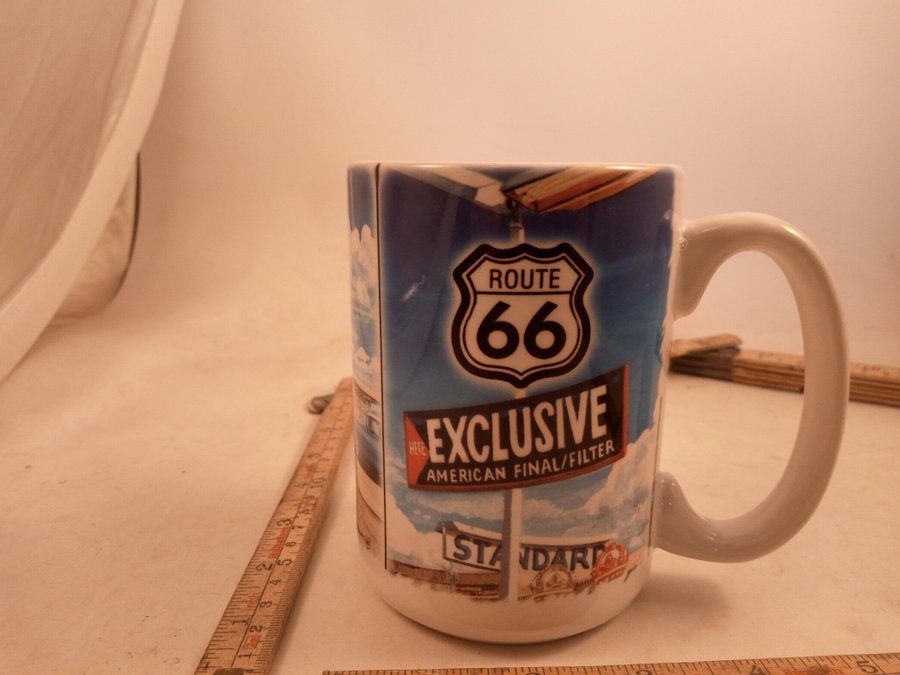 ROUTE
66
HERE
EXCLUSIVE
AMERICAN FINAL/FILTER
STANDARD